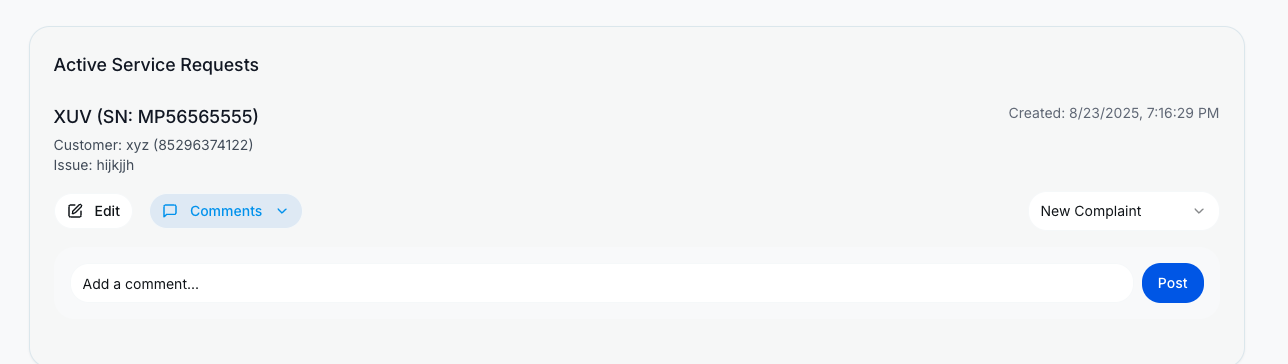 Active Service Requests
XUV (SN: MP56565555)
Created: 8/23/2025, 7:16:29 PM
Customer: xyz (85296374122)
Issue: hijkjjh
Edit
Comments
New Complaint
Add a comment...
Post